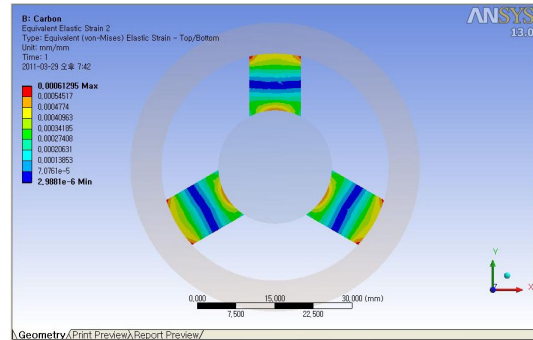 B: Carbon
Equivalent Elastic Strain 2
Type: Equivalent (von-Mises) Elastic Strain - Top/Bottom
Unit: mm/mm
Time: 1
2011-03-29 오후 7:42
ANSYS
13.0
0,00061295 Max
0,00054517
0,0004774
0,00040963
0,00034185
0,00027408
0,00020631
0,00013853
7,0761e-5
2,9881e-6 Min
Y
X
Z
0,000 15,000 30,000 (mm)
7,500 22,500
Geometry Print Preview Report Preview